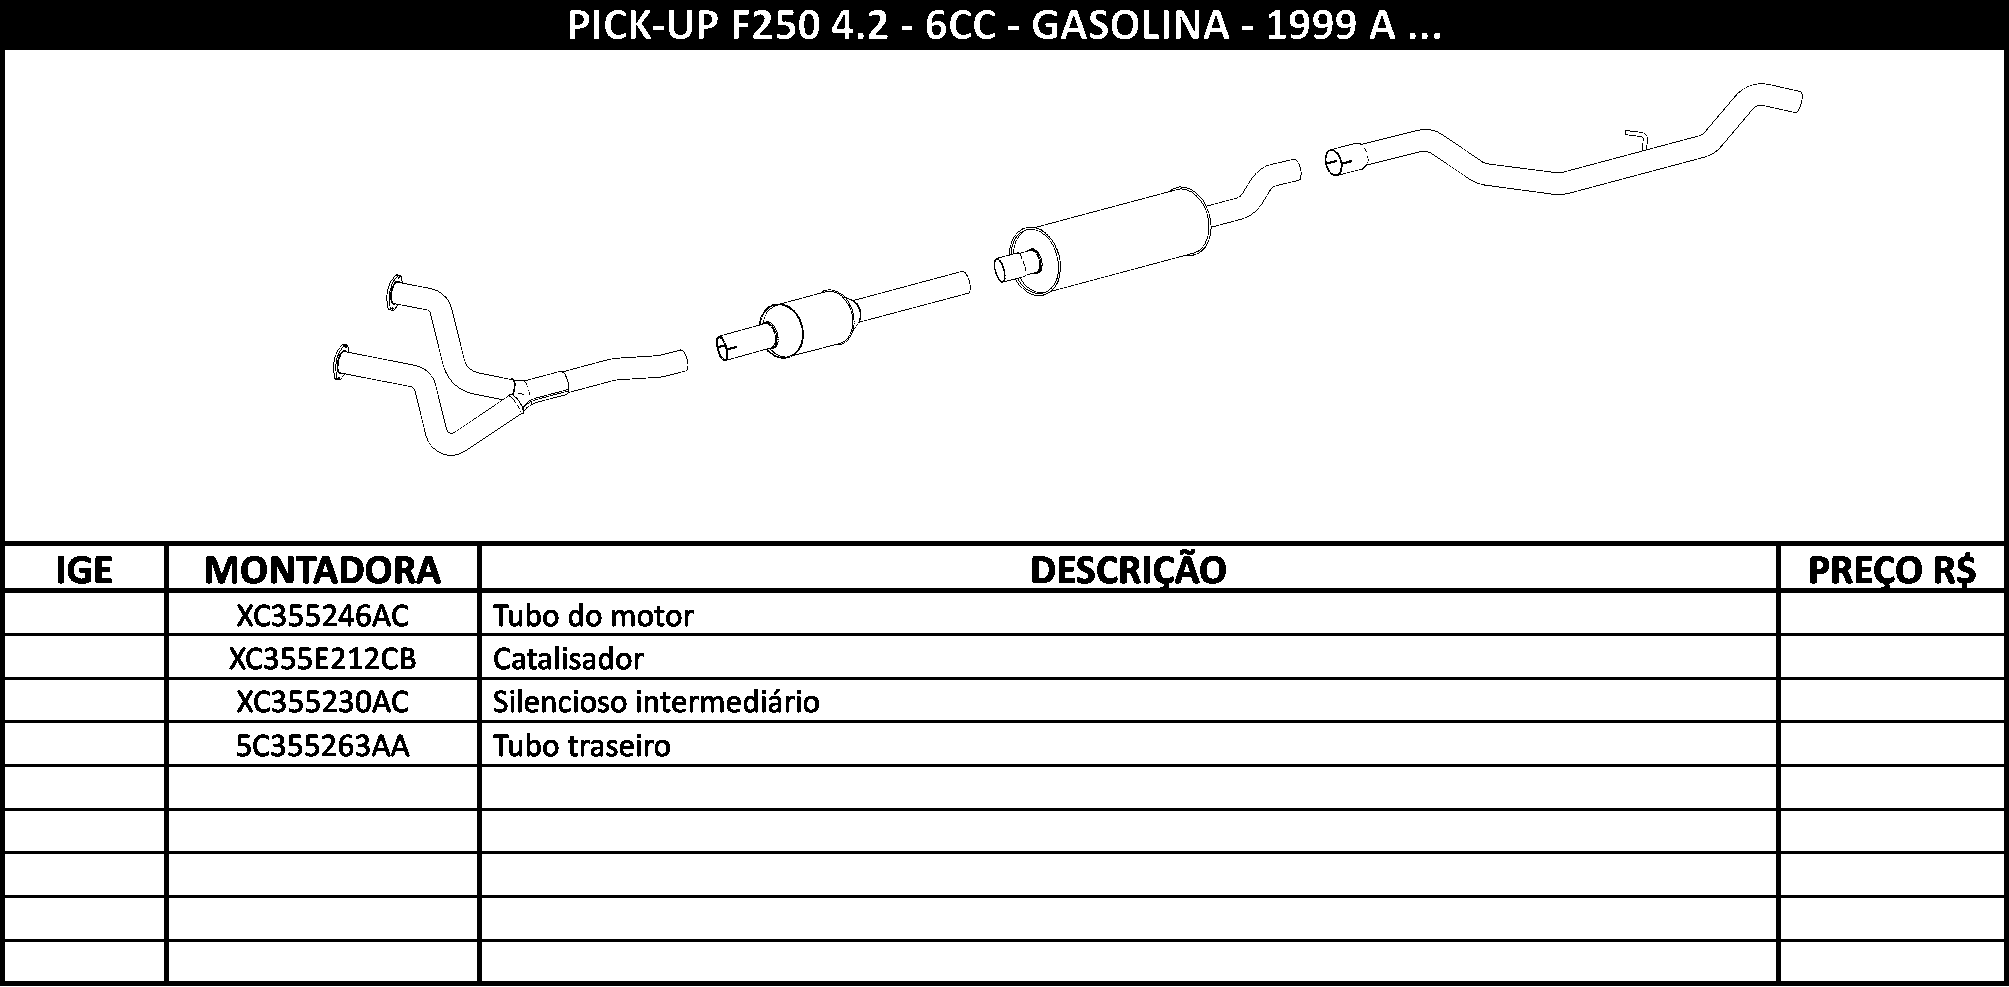 PICK-UP F250 4.2 - 6CC - GASOLINA - 1999 A ...
IGE MONTADORA DESCRIÇÃO PREÇO R$
XC355246AC Tubo do motor
XC355E212CB Catalisador
XC355230AC Silencioso intermediário
5C355263AA Tubo traseiro